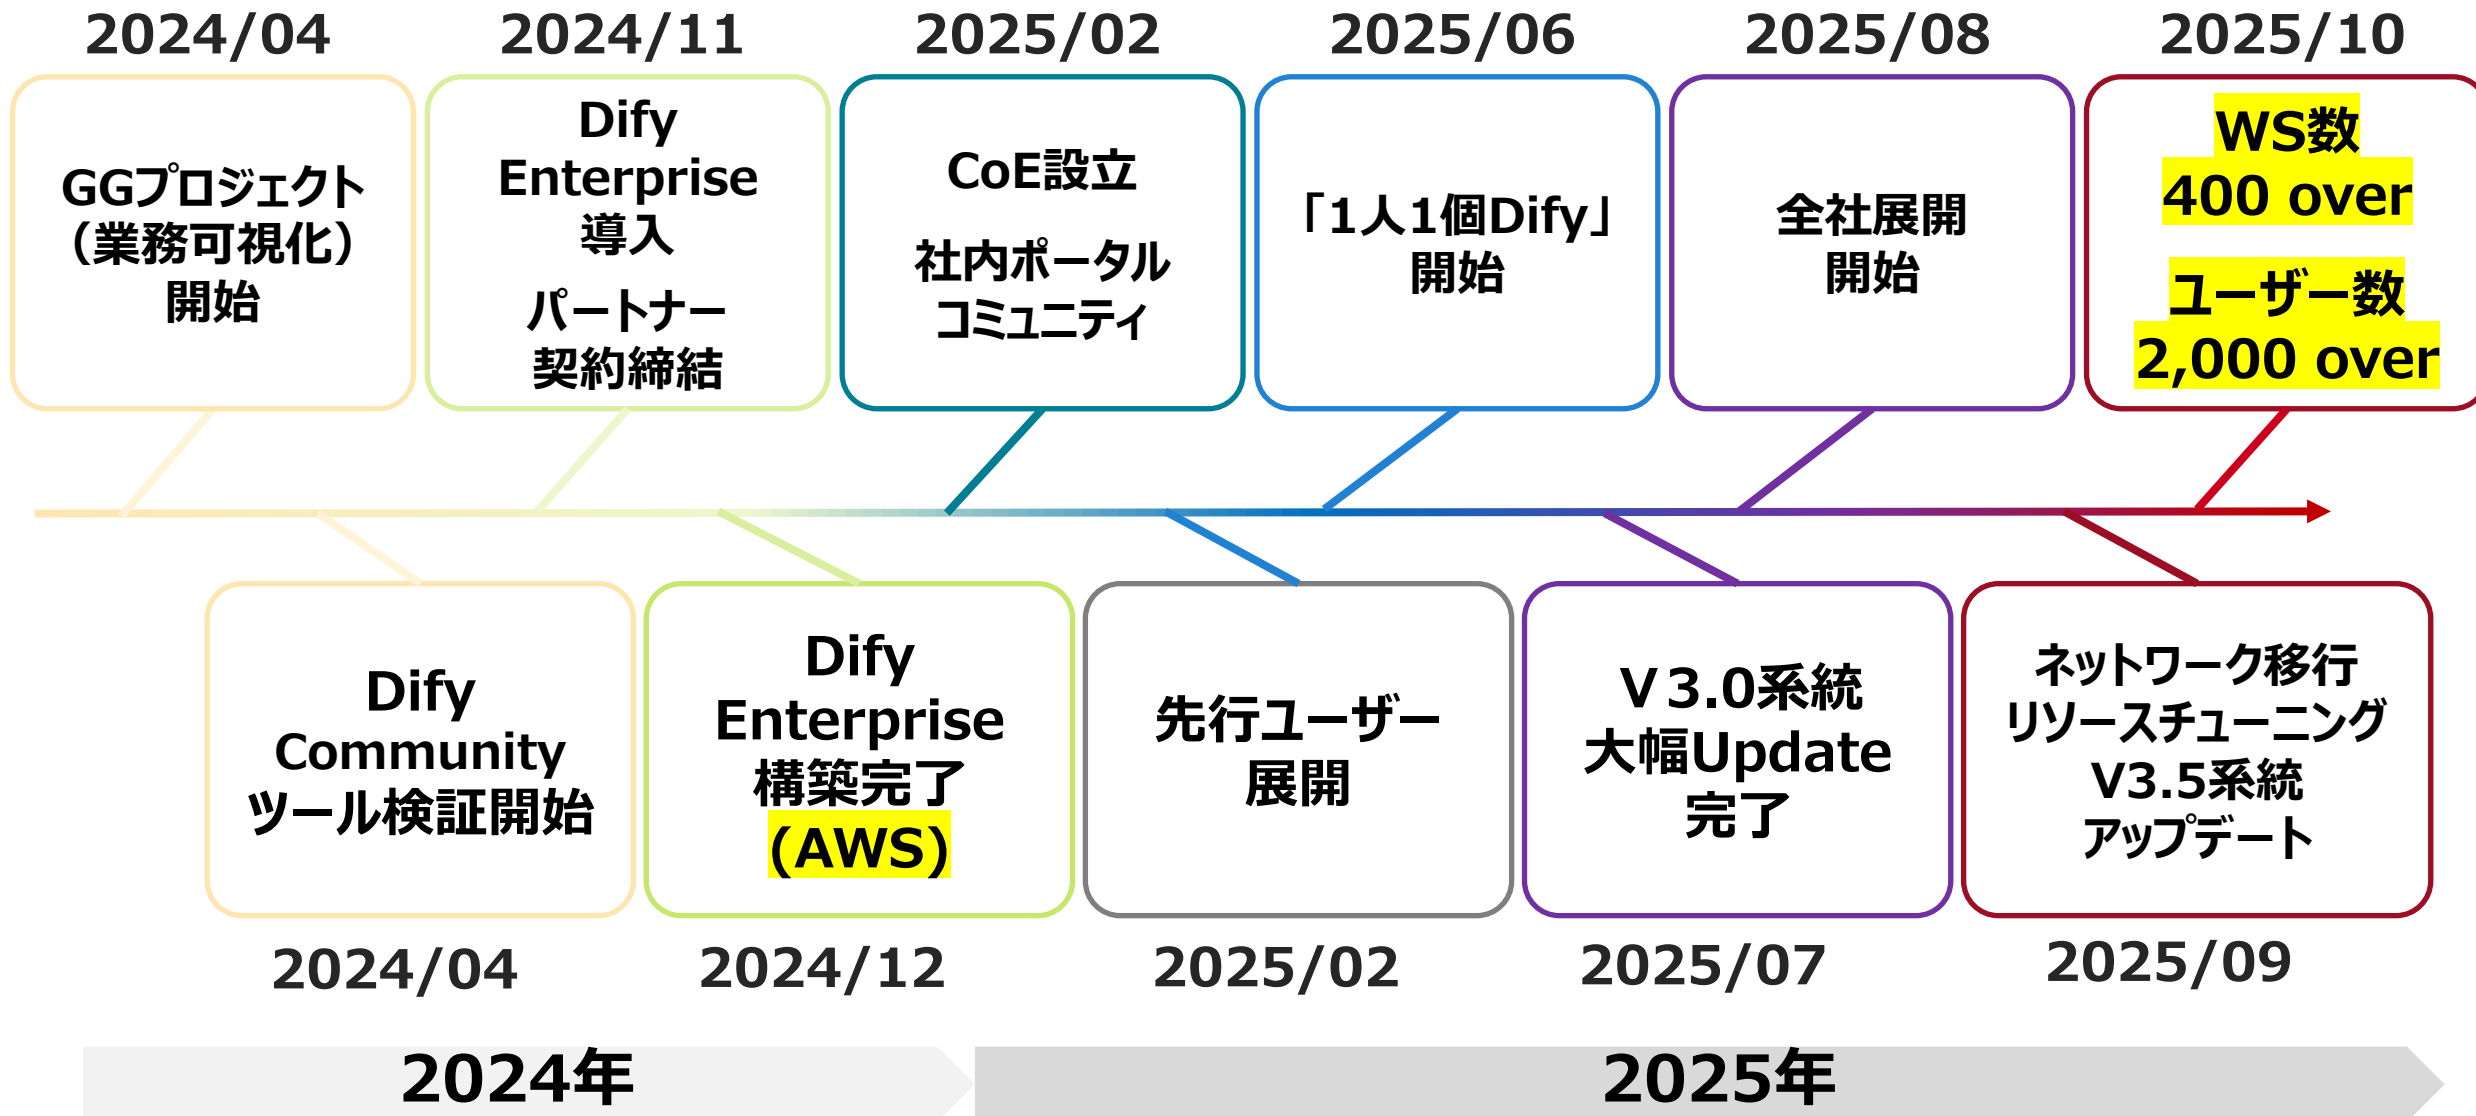 2024/04
GGプロジェクト
（業務可視化）
開始
2024/11
Dify
Enterprise
導入
パートナー
契約締結
2025/02
CoE設立
社内ポータル
コミュニティ
2025/06
「1人1個Dify」
開始
2025/08
全社展開
開始
2025/10
WS数
400 over
ユーザー数
2,000 over
Dify
Community
ツール検証開始
2024/04
Dify
Enterprise
構築完了
(AWS)
2024/12
先行ユーザー
展開
2025/02
Ｖ3.0系統
大幅Update
完了
2025/07
ネットワーク移行
リソースチューニング
V3.5系統
アップデート
2025/09
2024年
2025年